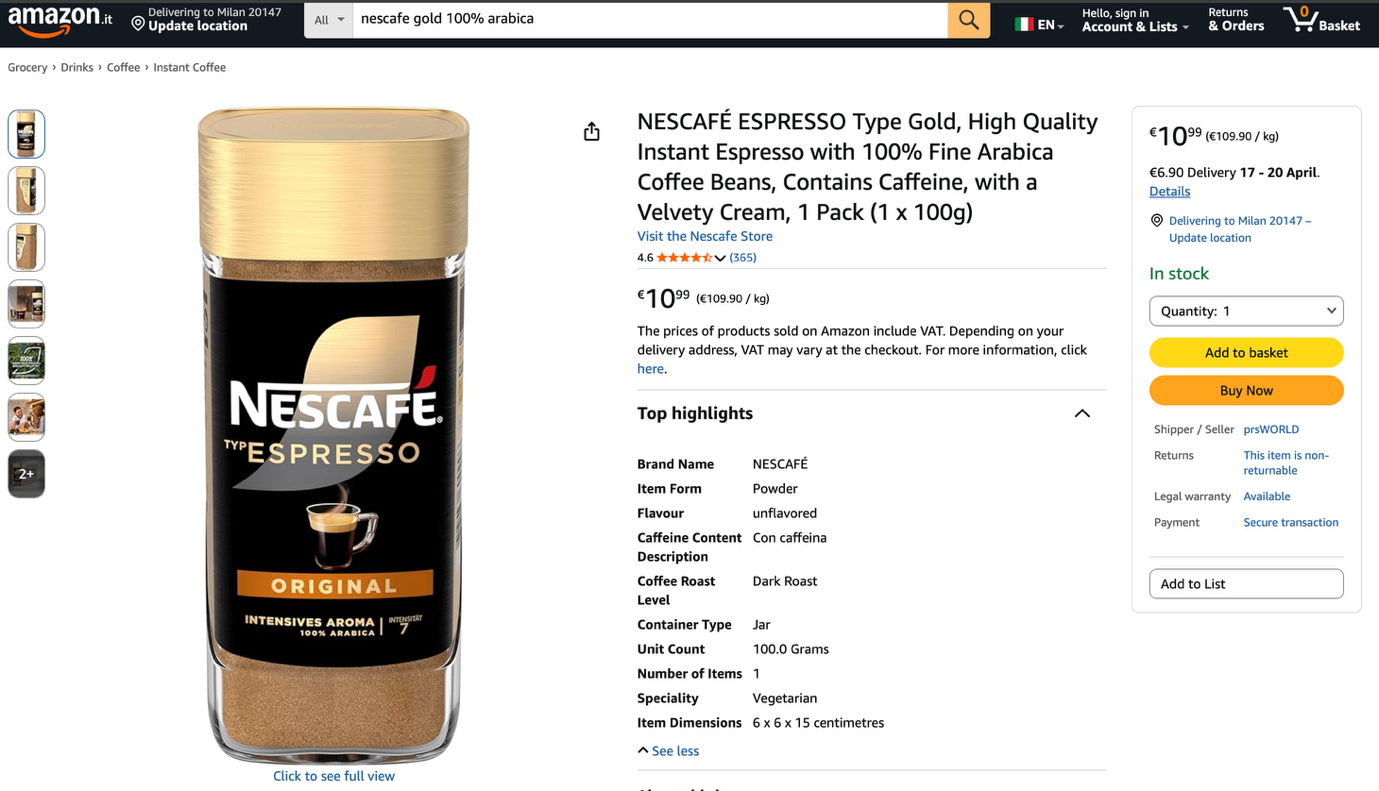 amazon.it
Delivering to Milan 20147
Update location
All
nescafe gold 100% arabica
EN
Hello, sign in
Account & Lists
Returns
& Orders
0
Basket
Grocery › Drinks › Coffee › Instant Coffee
2+
NESCAFÉ®
TYP ESPRESSO
ORIGINAL
INTENSIVES AROMA
100% ARABICA
INTENSITÄT
7
Click to see full view
NESCAFÉ ESPRESSO Type Gold, High Quality
Instant Espresso with 100% Fine Arabica
Coffee Beans, Contains Caffeine, with a
Velvety Cream, 1 Pack (1 x 100g)
Visit the Nescafe Store
4.6 (365)
€10⁹⁹ (€109.90 / kg)
The prices of products sold on Amazon include VAT. Depending on your
delivery address, VAT may vary at the checkout. For more information, click
here.
Top highlights
Brand Name NESCAFÉ
Item Form Powder
Flavour unflavored
Caffeine Content Con caffeina
Description
Coffee Roast Dark Roast
Level
Container Type Jar
Unit Count 100.0 Grams
Number of Items 1
Speciality Vegetarian
Item Dimensions 6 x 6 x 15 centimetres
See less
€10⁹⁹ (€109.90 / kg)
€6.90 Delivery 17 - 20 April.
Details
Delivering to Milan 20147 –
Update location
In stock
Quantity: 1
Add to basket
Buy Now
Shipper / Seller prsWORLD
Returns This item is non-
returnable
Legal warranty Available
Payment Secure transaction
Add to List